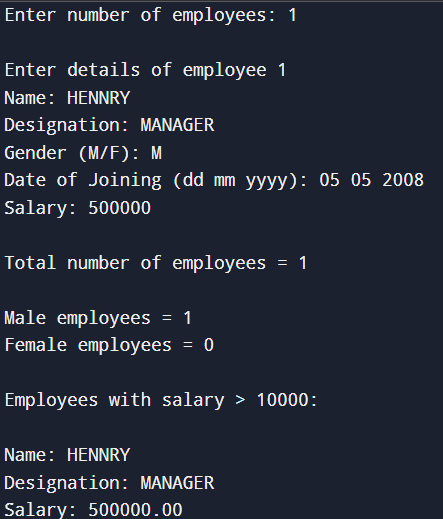 Enter number of employees: 1
Enter details of employee 1
Name: HENNRY
Designation: MANAGER
Gender (M/F): M
Date of Joining (dd mm yyyy): 05 05 2008
Salary: 500000
Total number of employees = 1
Male employees = 1
Female employees = 0
Employees with salary > 10000:
Name: HENNRY
Designation: MANAGER
Salary: 500000.00